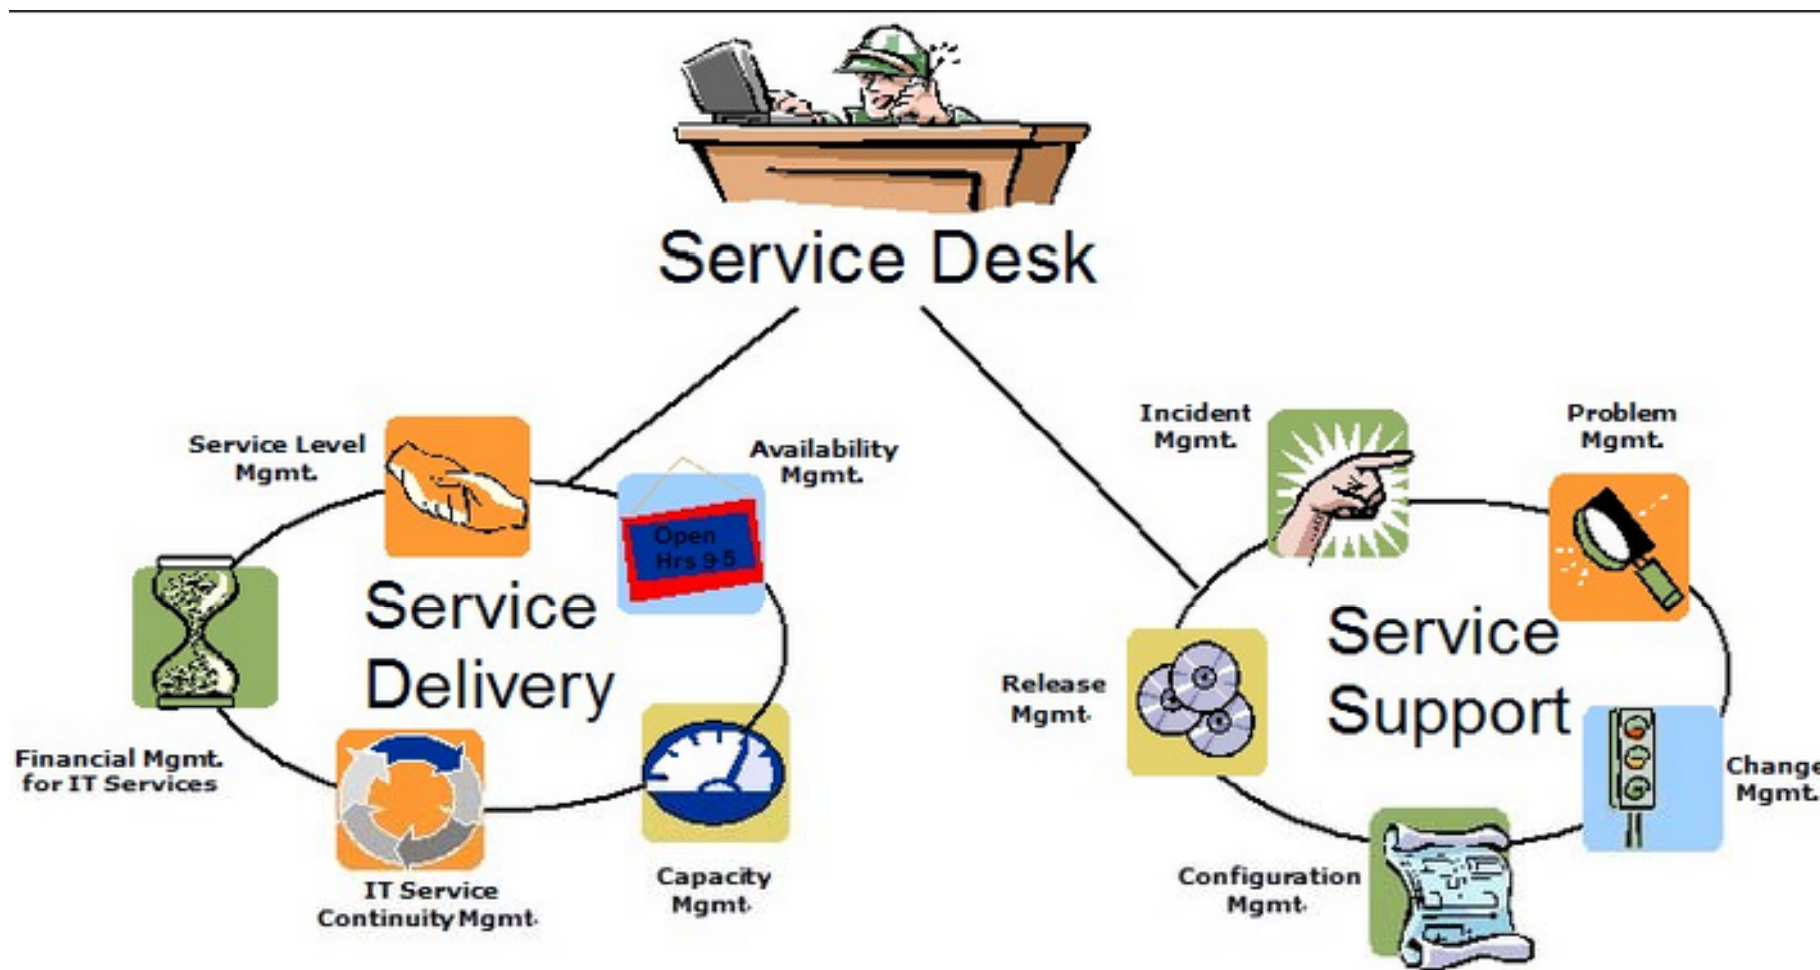 Service Desk
Service Level
Mgmt.
Availability
Mgmt.
Open
Hrs 9-5
Service
Delivery
Financial Mgmt.
for IT Services
IT Service
Continuity Mgmt.
Capacity
Mgmt.
Incident
Mgmt.
Problem
Mgmt.
Service
Support
Release
Mgmt.
Change
Mgmt.
Configuration
Mgmt.